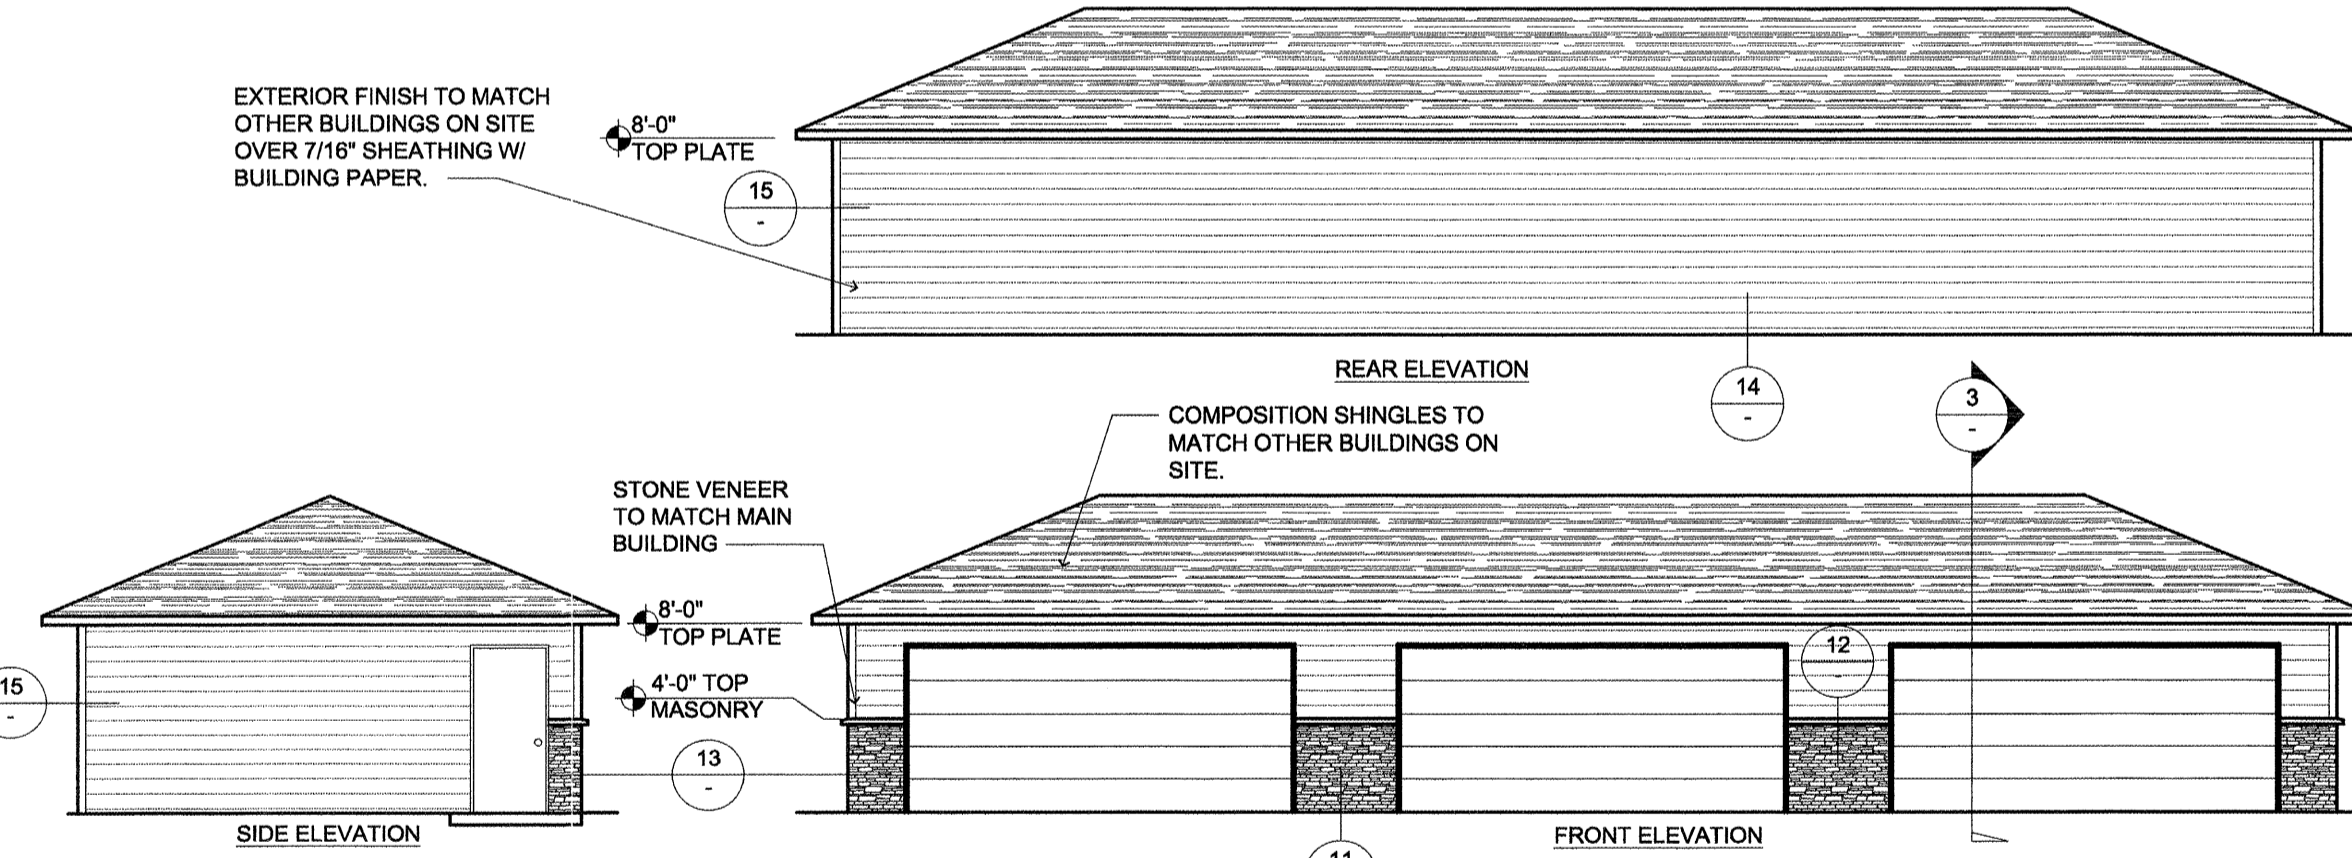 EXTERIOR FINISH TO MATCH
OTHER BUILDINGS ON SITE
OVER 7/16" SHEATHING W/
BUILDING PAPER.
8'-0"
TOP PLATE
15
-
REAR ELEVATION
14
-
3
-
COMPOSITION SHINGLES TO
MATCH OTHER BUILDINGS ON
SITE.
STONE VENEER
TO MATCH MAIN
BUILDING
8'-0"
TOP PLATE
4'-0" TOP
MASONRY
15
-
13
-
12
-
11
SIDE ELEVATION
FRONT ELEVATION